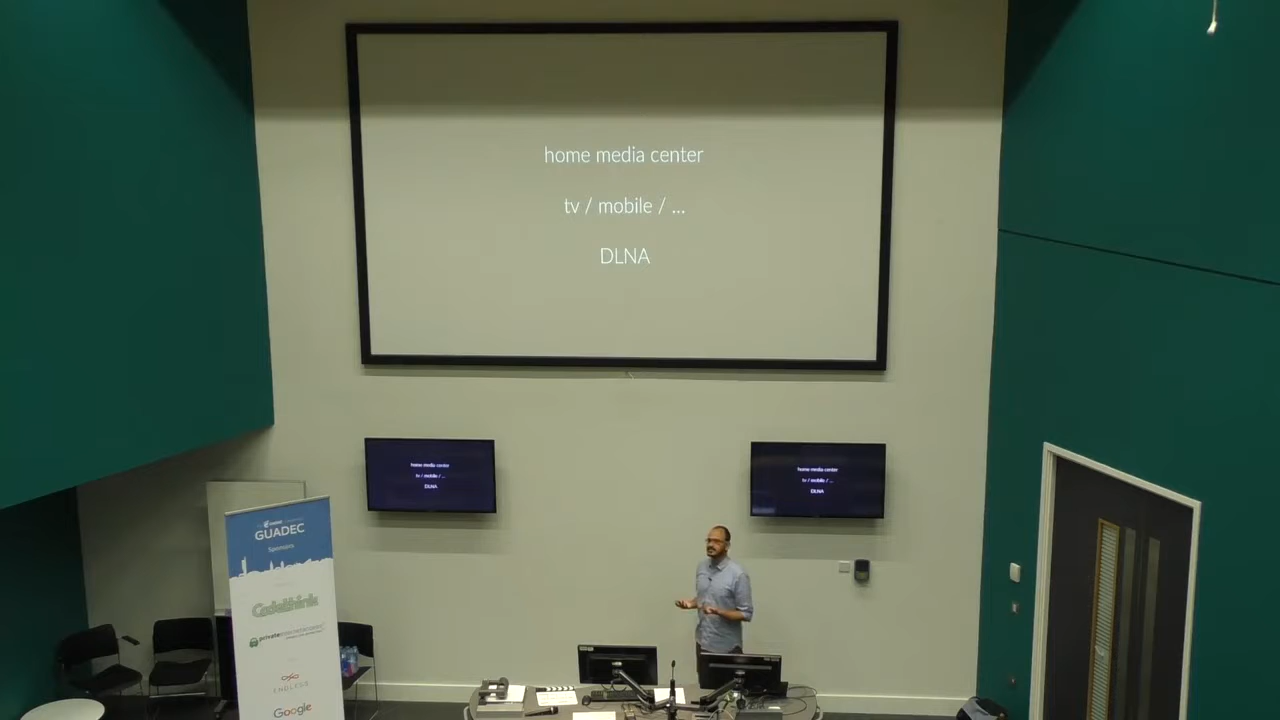 home media center
tv / mobile / ...
DLNA
home media center
tv / mobile / ...
DLNA
home media center
tv / mobile / ...
DLNA
GUADEC
Sponsors
Codethink
ENDLESS
Google